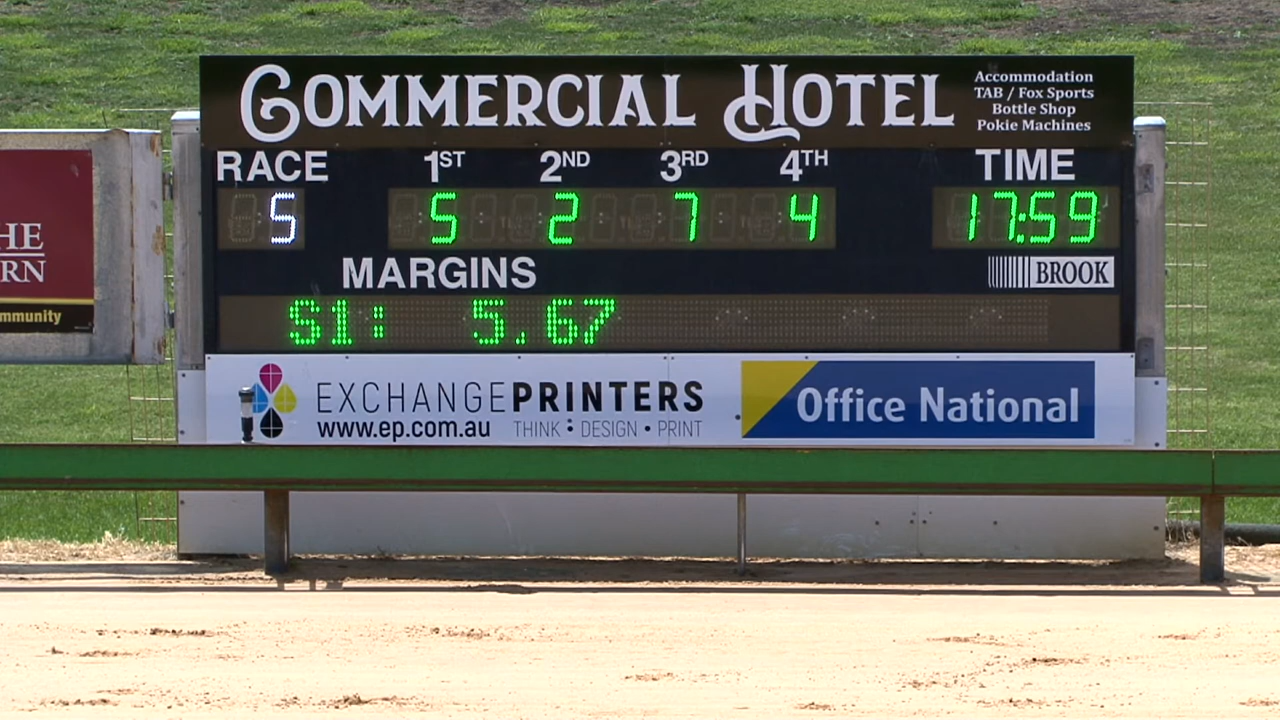 COMMERCIAL HOTEL
Accommodation
TAB / Fox Sports
Bottle Shop
Pokie Machines
RACE 1ST 2ND 3RD 4TH TIME
5 5 2 7 4 17:59
MARGINS
BROOK
S1: 5.67
HE
RN
mmunity
EXCHANGEPRINTERS
www.ep.com.au THINK • DESIGN • PRINT
Office National